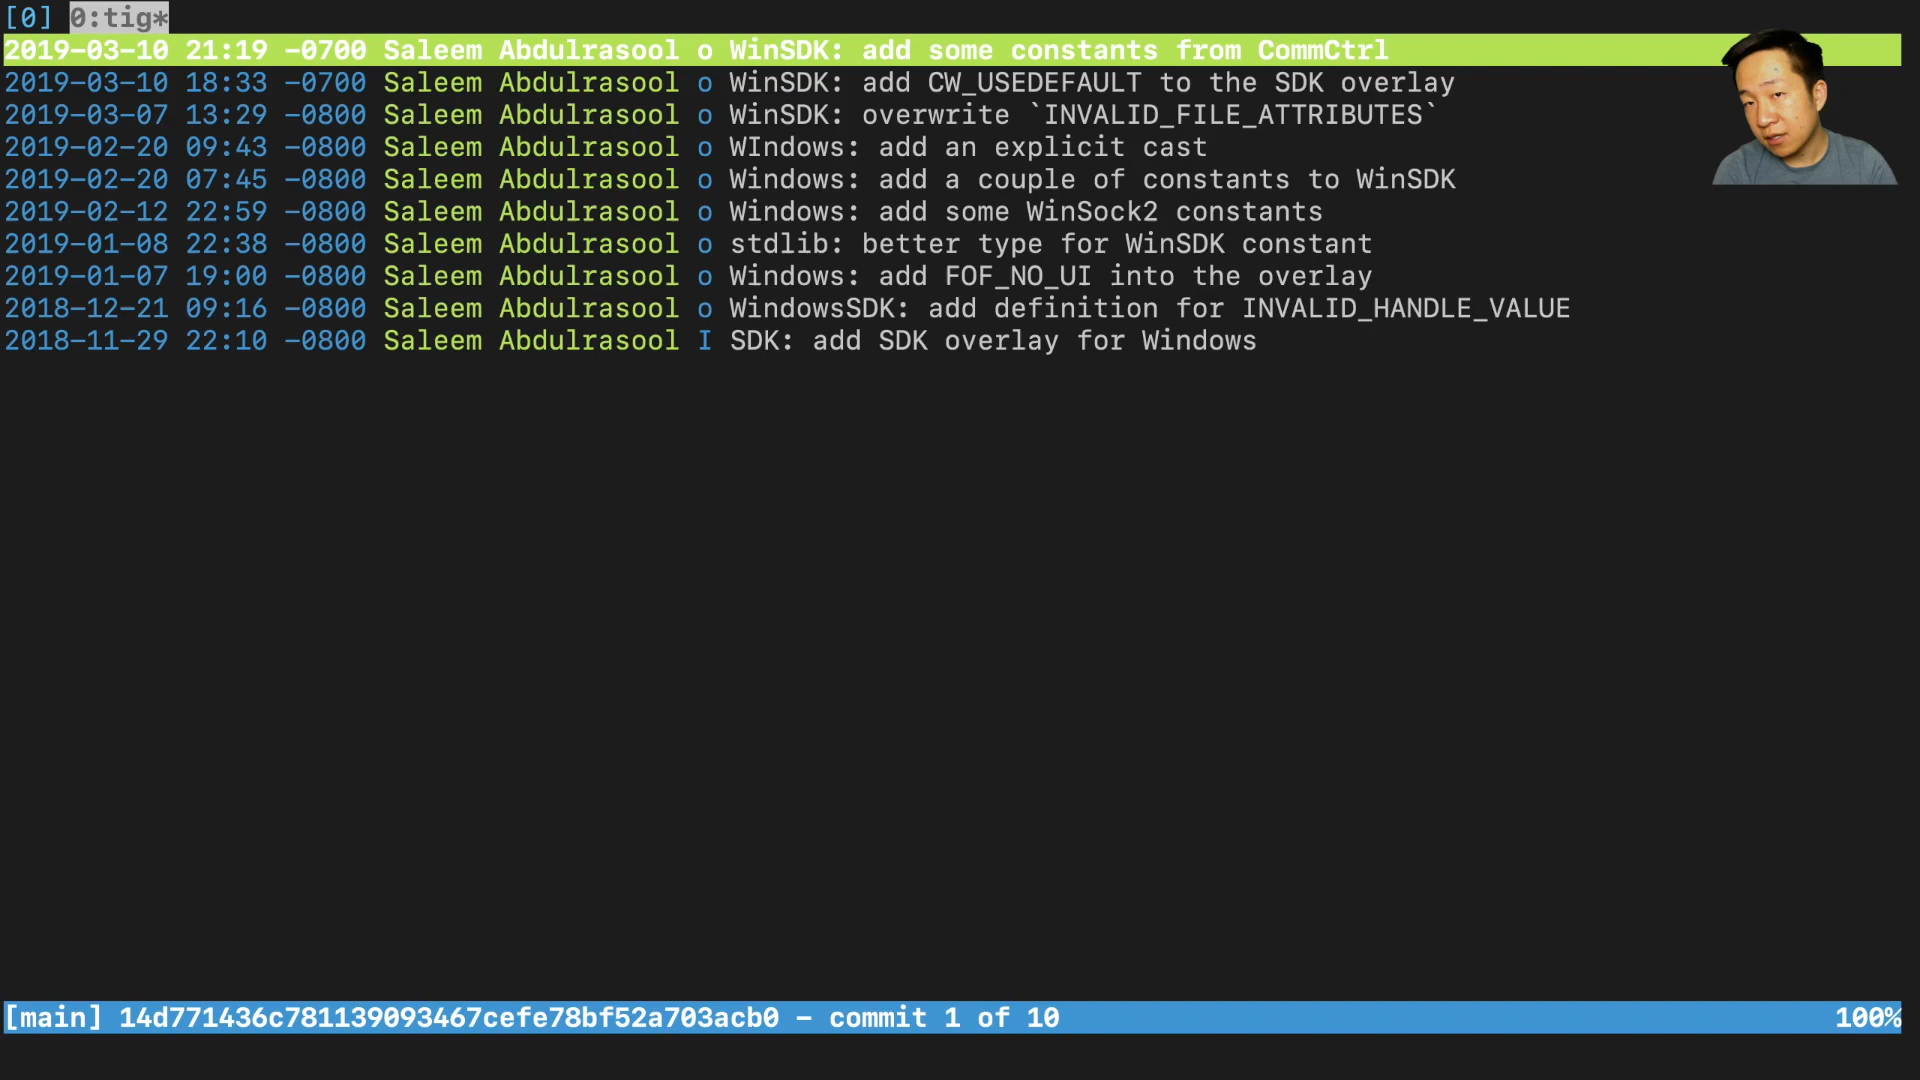 [0] 0:tig*
2019-03-10 21:19 -0700 Saleem Abdulrasool o WinSDK: add some constants from CommCtrl
2019-03-10 18:33 -0700 Saleem Abdulrasool o WinSDK: add CW_USEDEFAULT to the SDK overlay
2019-03-07 13:29 -0800 Saleem Abdulrasool o WinSDK: overwrite `INVALID_FILE_ATTRIBUTES`
2019-02-20 09:43 -0800 Saleem Abdulrasool o WIndows: add an explicit cast
2019-02-20 07:45 -0800 Saleem Abdulrasool o Windows: add a couple of constants to WinSDK
2019-02-12 22:59 -0800 Saleem Abdulrasool o Windows: add some WinSock2 constants
2019-01-08 22:38 -0800 Saleem Abdulrasool o stdlib: better type for WinSDK constant
2019-01-07 19:00 -0800 Saleem Abdulrasool o Windows: add FOF_NO_UI into the overlay
2018-12-21 09:16 -0800 Saleem Abdulrasool o WindowsSDK: add definition for INVALID_HANDLE_VALUE
2018-11-29 22:10 -0800 Saleem Abdulrasool I SDK: add SDK overlay for Windows
[main] 14d771436c781139093467cefe78bf52a703acb0 - commit 1 of 10 100%